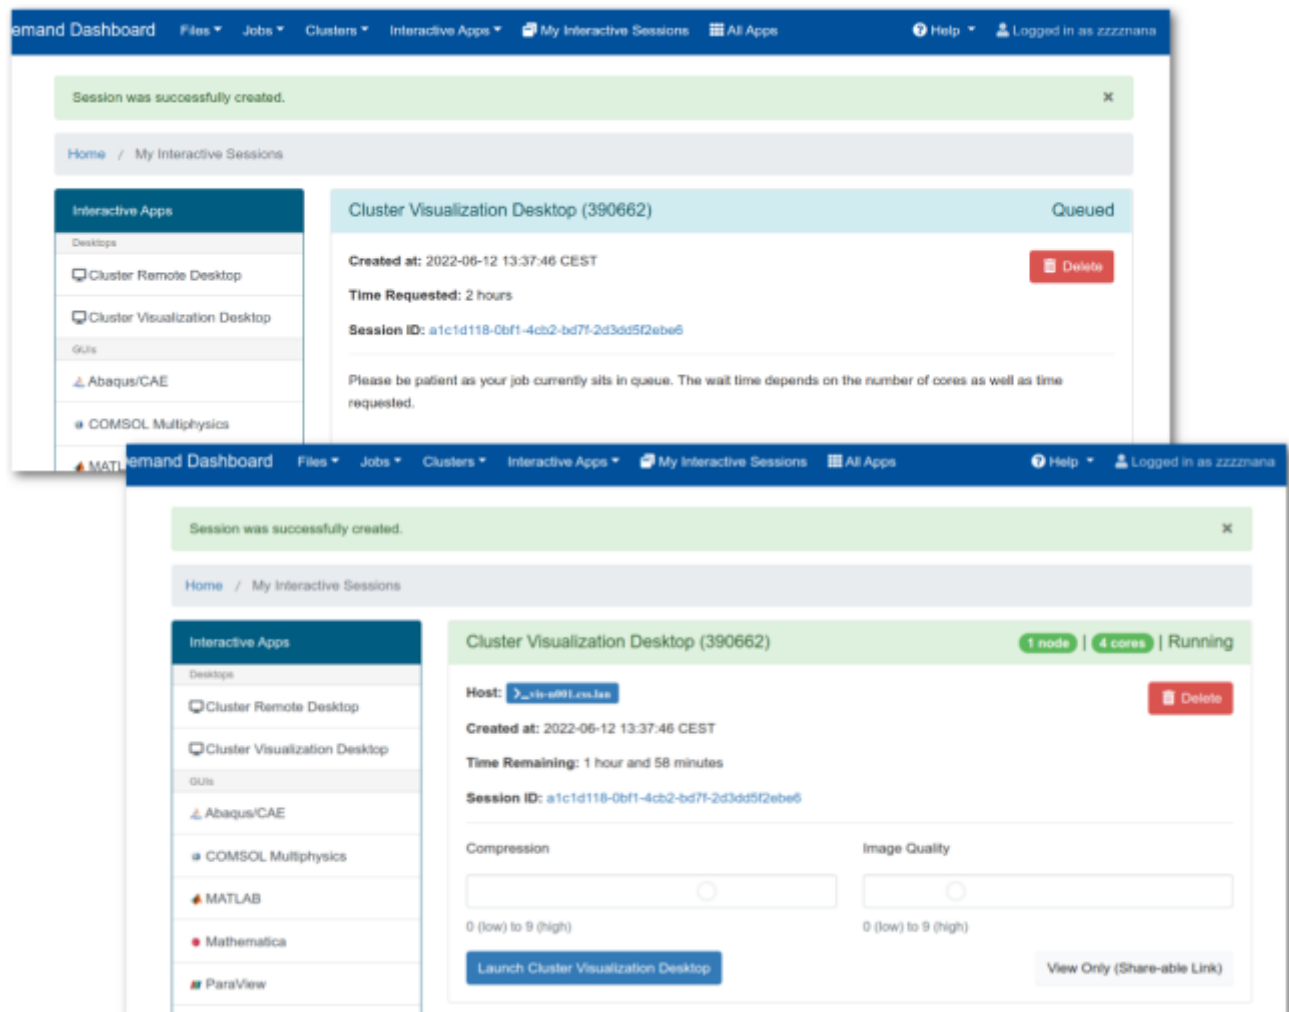 emand Dashboard Files Jobs Clusters Interactive Apps My Interactive Sessions All Apps Help Logged in as zzzznana
Session was successfully created. ×
Home / My Interactive Sessions
Interactive Apps
Desktops
Cluster Remote Desktop
Cluster Visualization Desktop
GUIs
Abaqus/CAE
COMSOL Multiphysics
MATL
Cluster Visualization Desktop (390662) Queued
Created at: 2022-06-12 13:37:46 CEST
Delete
Time Requested: 2 hours
Session ID: a1c1d118-0bf1-4cb2-bd7f-2d3dd5f2ebe6
Please be patient as your job currently sits in queue. The wait time depends on the number of cores as well as time
requested.
emand Dashboard Files Jobs Clusters Interactive Apps My Interactive Sessions All Apps Help Logged in as zzzznana
Session was successfully created. ×
Home / My Interactive Sessions
Interactive Apps
Desktops
Cluster Remote Desktop
Cluster Visualization Desktop
GUIs
Abaqus/CAE
COMSOL Multiphysics
MATLAB
Mathematica
ParaView
Cluster Visualization Desktop (390662) 1 node | 4 cores | Running
Host: >_vis-n001.css.lan
Delete
Created at: 2022-06-12 13:37:46 CEST
Time Remaining: 1 hour and 58 minutes
Session ID: a1c1d118-0bf1-4cb2-bd7f-2d3dd5f2ebe6
Compression Image Quality
0 (low) to 9 (high) 0 (low) to 9 (high)
Launch Cluster Visualization Desktop View Only (Share-able Link)